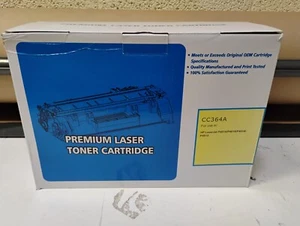 • Meets or Exceeds Original OEM Cartridge
Specifications
• Quality Manufactured and Print Tested
• 100% Satisfaction Guaranteed
PREMIUM LASER
TONER CARTRIDGE
CC364A